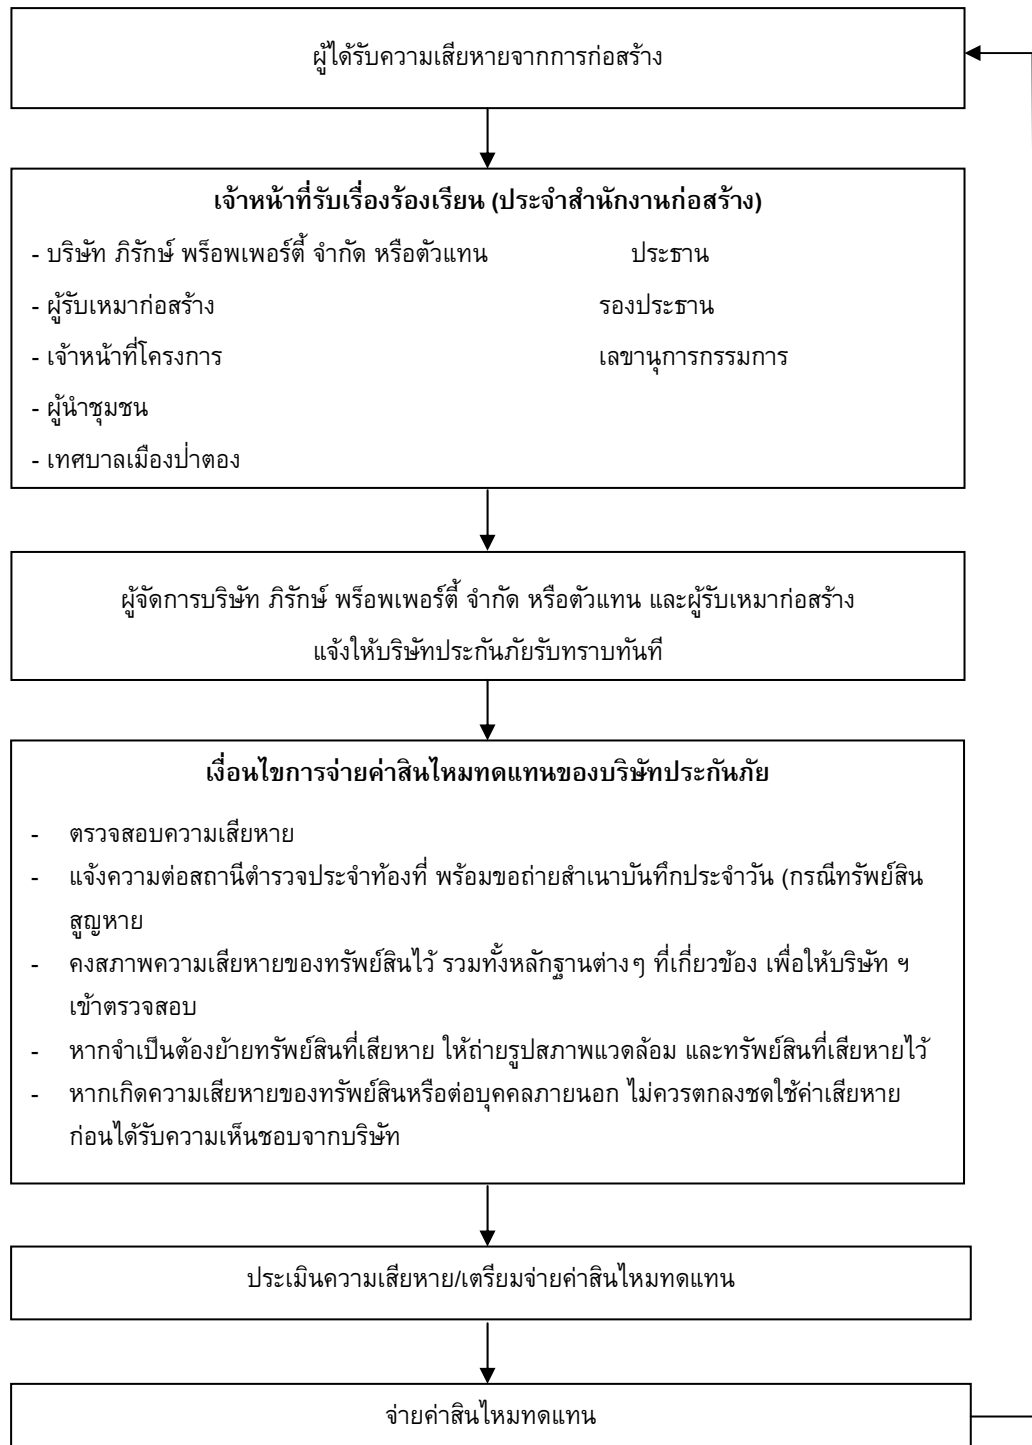 ผู้ได้รับความเสียหายจากการก่อสร้าง
เจ้าหน้าที่รับเรื่องร้องเรียน (ประจำสำนักงานก่อสร้าง)
- บริษัท ภิรักษ์ พร็อพเพอร์ตี้ จำกัด หรือตัวแทน ประธาน
- ผู้รับเหมาก่อสร้าง รองประธาน
- เจ้าหน้าที่โครงการ เลขานุการกรรมการ
- ผู้นำชุมชน
- เทศบาลเมืองป่าตอง
ผู้จัดการบริษัท ภิรักษ์ พร็อพเพอร์ตี้ จำกัด หรือตัวแทน และผู้รับเหมาก่อสร้าง
แจ้งให้บริษัทประกันภัยรับทราบทันที
เงื่อนไขการจ่ายค่าสินไหมทดแทนของบริษัทประกันภัย
- ตรวจสอบความเสียหาย
- แจ้งความต่อสถานีตำรวจประจำท้องที่ พร้อมขอถ่ายสำเนาบันทึกประจำวัน (กรณีทรัพย์สิน
สูญหาย
- คงสภาพความเสียหายของทรัพย์สินไว้ รวมทั้งหลักฐานต่างๆ ที่เกี่ยวข้อง เพื่อให้บริษัท ฯ
เข้าตรวจสอบ
- หากจำเป็นต้องย้ายทรัพย์สินที่เสียหาย ให้ถ่ายรูปสภาพแวดล้อม และทรัพย์สินที่เสียหายไว้
- หากเกิดความเสียหายของทรัพย์สินหรือต่อบุคคลภายนอก ไม่ควรตกลงชดใช้ค่าเสียหาย
ก่อนได้รับความเห็นชอบจากบริษัท
ประเมินความเสียหาย/เตรียมจ่ายค่าสินไหมทดแทน
จ่ายค่าสินไหมทดแทน